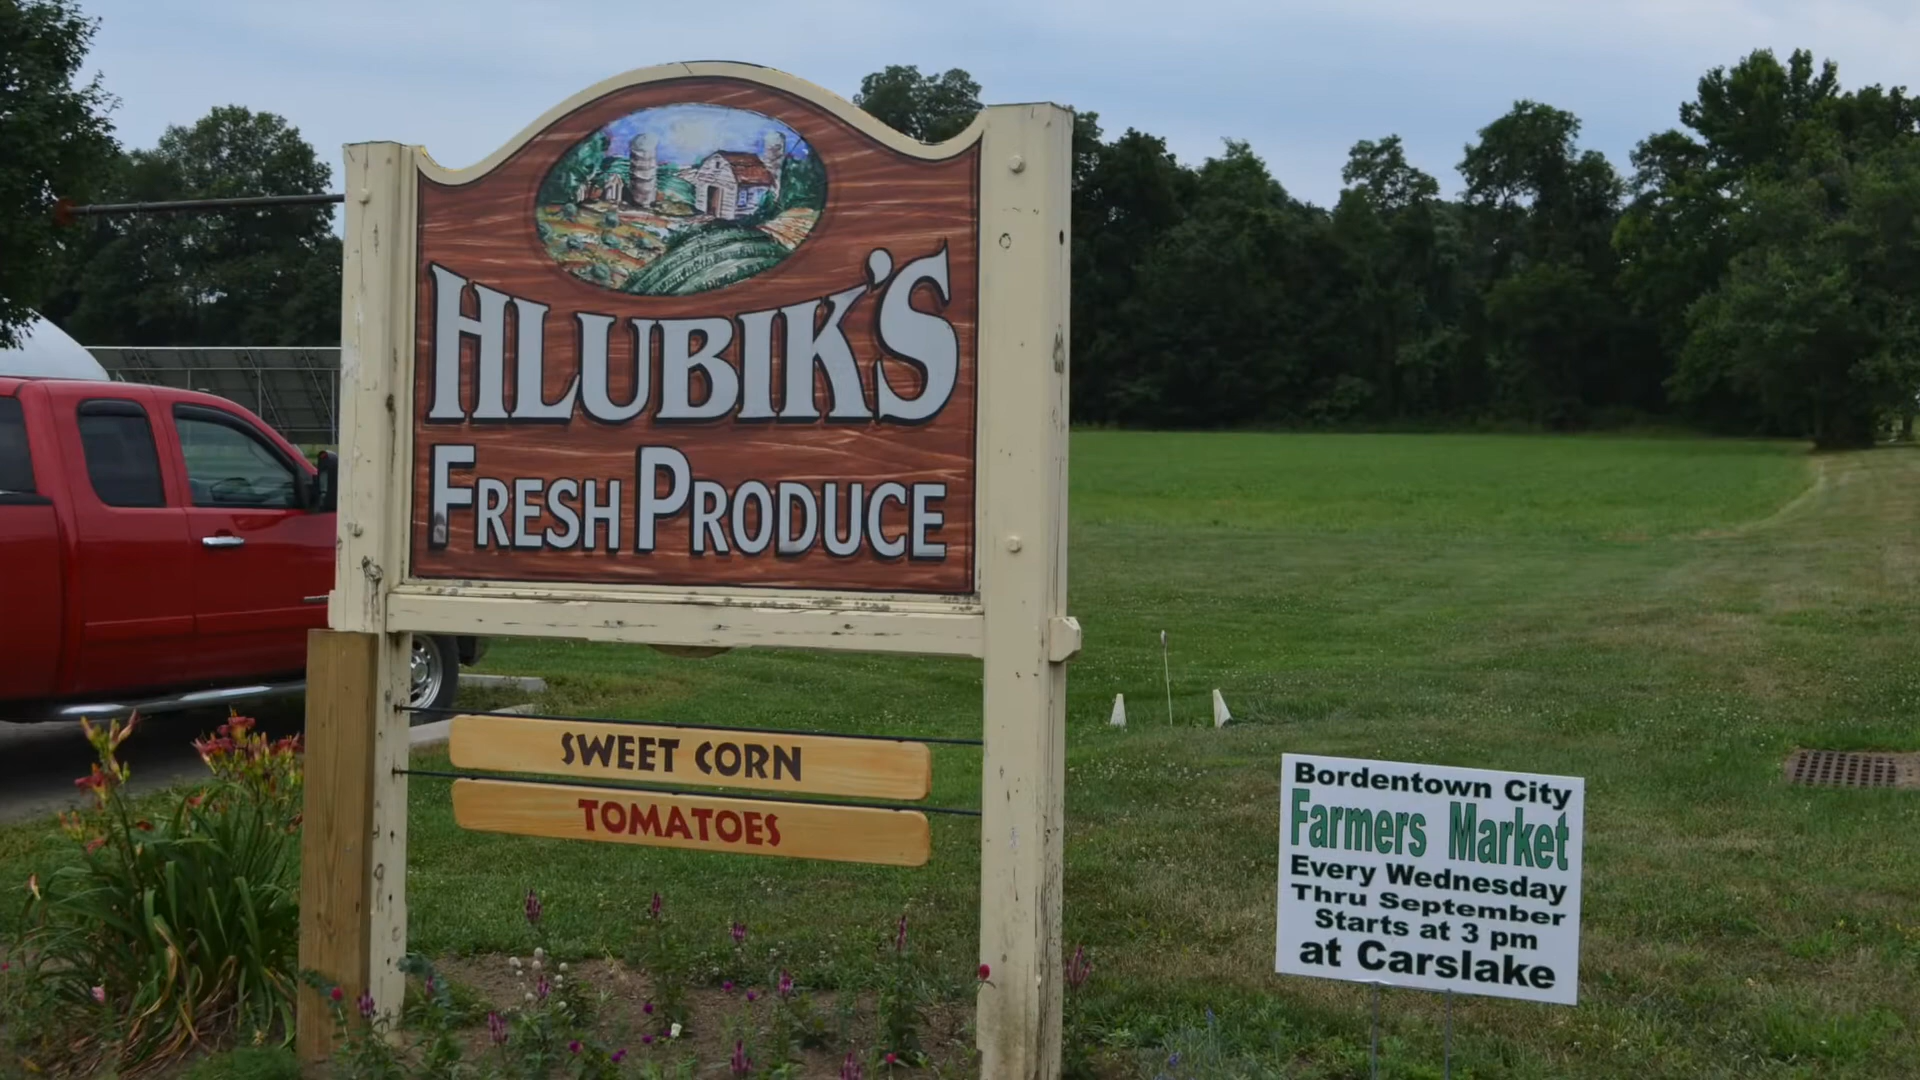 HLUBIK'S
FRESH PRODUCE
SWEET CORN
TOMATOES
Bordentown City
Farmers Market
Every Wednesday
Thru September
Starts at 3 pm
at Carslake